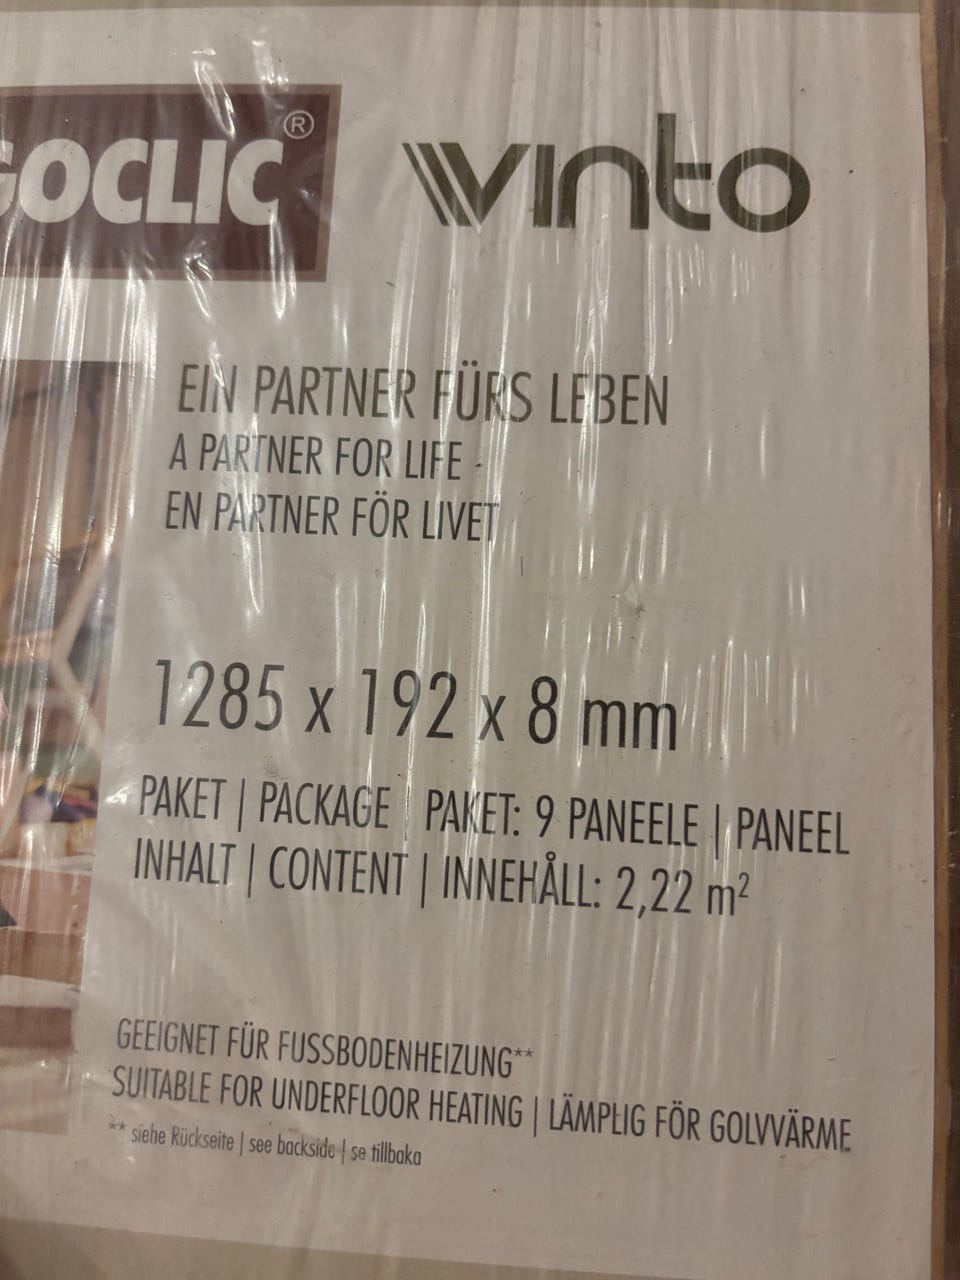 GOCLIC®
vinto
EIN PARTNER FÜRS LEBEN
A PARTNER FOR LIFE
EN PARTNER FÖR LIVET
1285 x 192 x 8 mm
PAKET | PACKAGE | PAKET: 9 PANEELE | PANEEL
INHALT | CONTENT | INNEHÅLL: 2,22 m²
GEEIGNET FÜR FUSSBODENHEIZUNG**
SUITABLE FOR UNDERFLOOR HEATING | LÄMPLIG FÖR GOLVVÄRME
** siehe Rückseite | see backside | se tillbaka